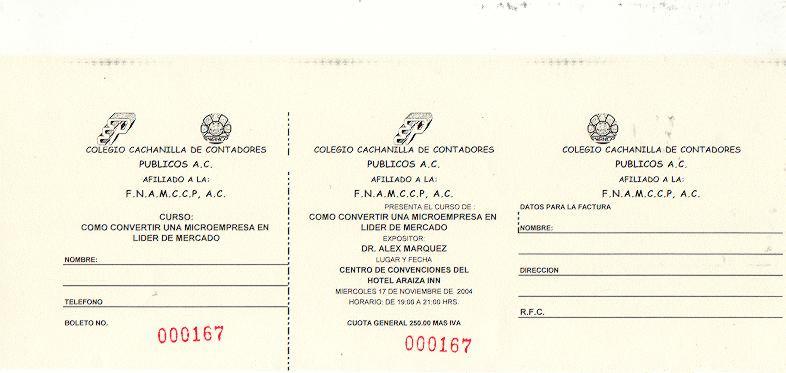 COLEGIO CACHANILLA DE CONTADORES
PUBLICOS A.C.
AFILIADO A LA:
F.N.A.M.C.C.P, A.C.
CURSO:
COMO CONVERTIR UNA MICROEMPRESA EN
LIDER DE MERCADO
NOMBRE:
TELEFONO
BOLETO NO.
000167
COLEGIO CACHANILLA DE CONTADORES
PUBLICOS A.C.
AFILIADO A LA:
F.N.A.M.C.C.P, A.C.
PRESENTA EL CURSO DE :
COMO CONVERTIR UNA MICROEMPRESA EN
LIDER DE MERCADO
EXPOSITOR:
DR. ALEX MARQUEZ
LUGAR Y FECHA
CENTRO DE CONVENCIONES DEL
HOTEL ARAIZA INN
MIERCOLES 17 DE NOVIEMBRE DE 2004
HORARIO: DE 19:00 A 21:00 HRS.
CUOTA GENERAL 250.00 MAS IVA
000167
COLEGIO CACHANILLA DE CONTADORES
PUBLICOS A.C.
AFILIADO A LA:
F.N.A.M.C.C.P, A.C.
DATOS PARA LA FACTURA
NOMBRE:
DIRECCION
R.F.C.